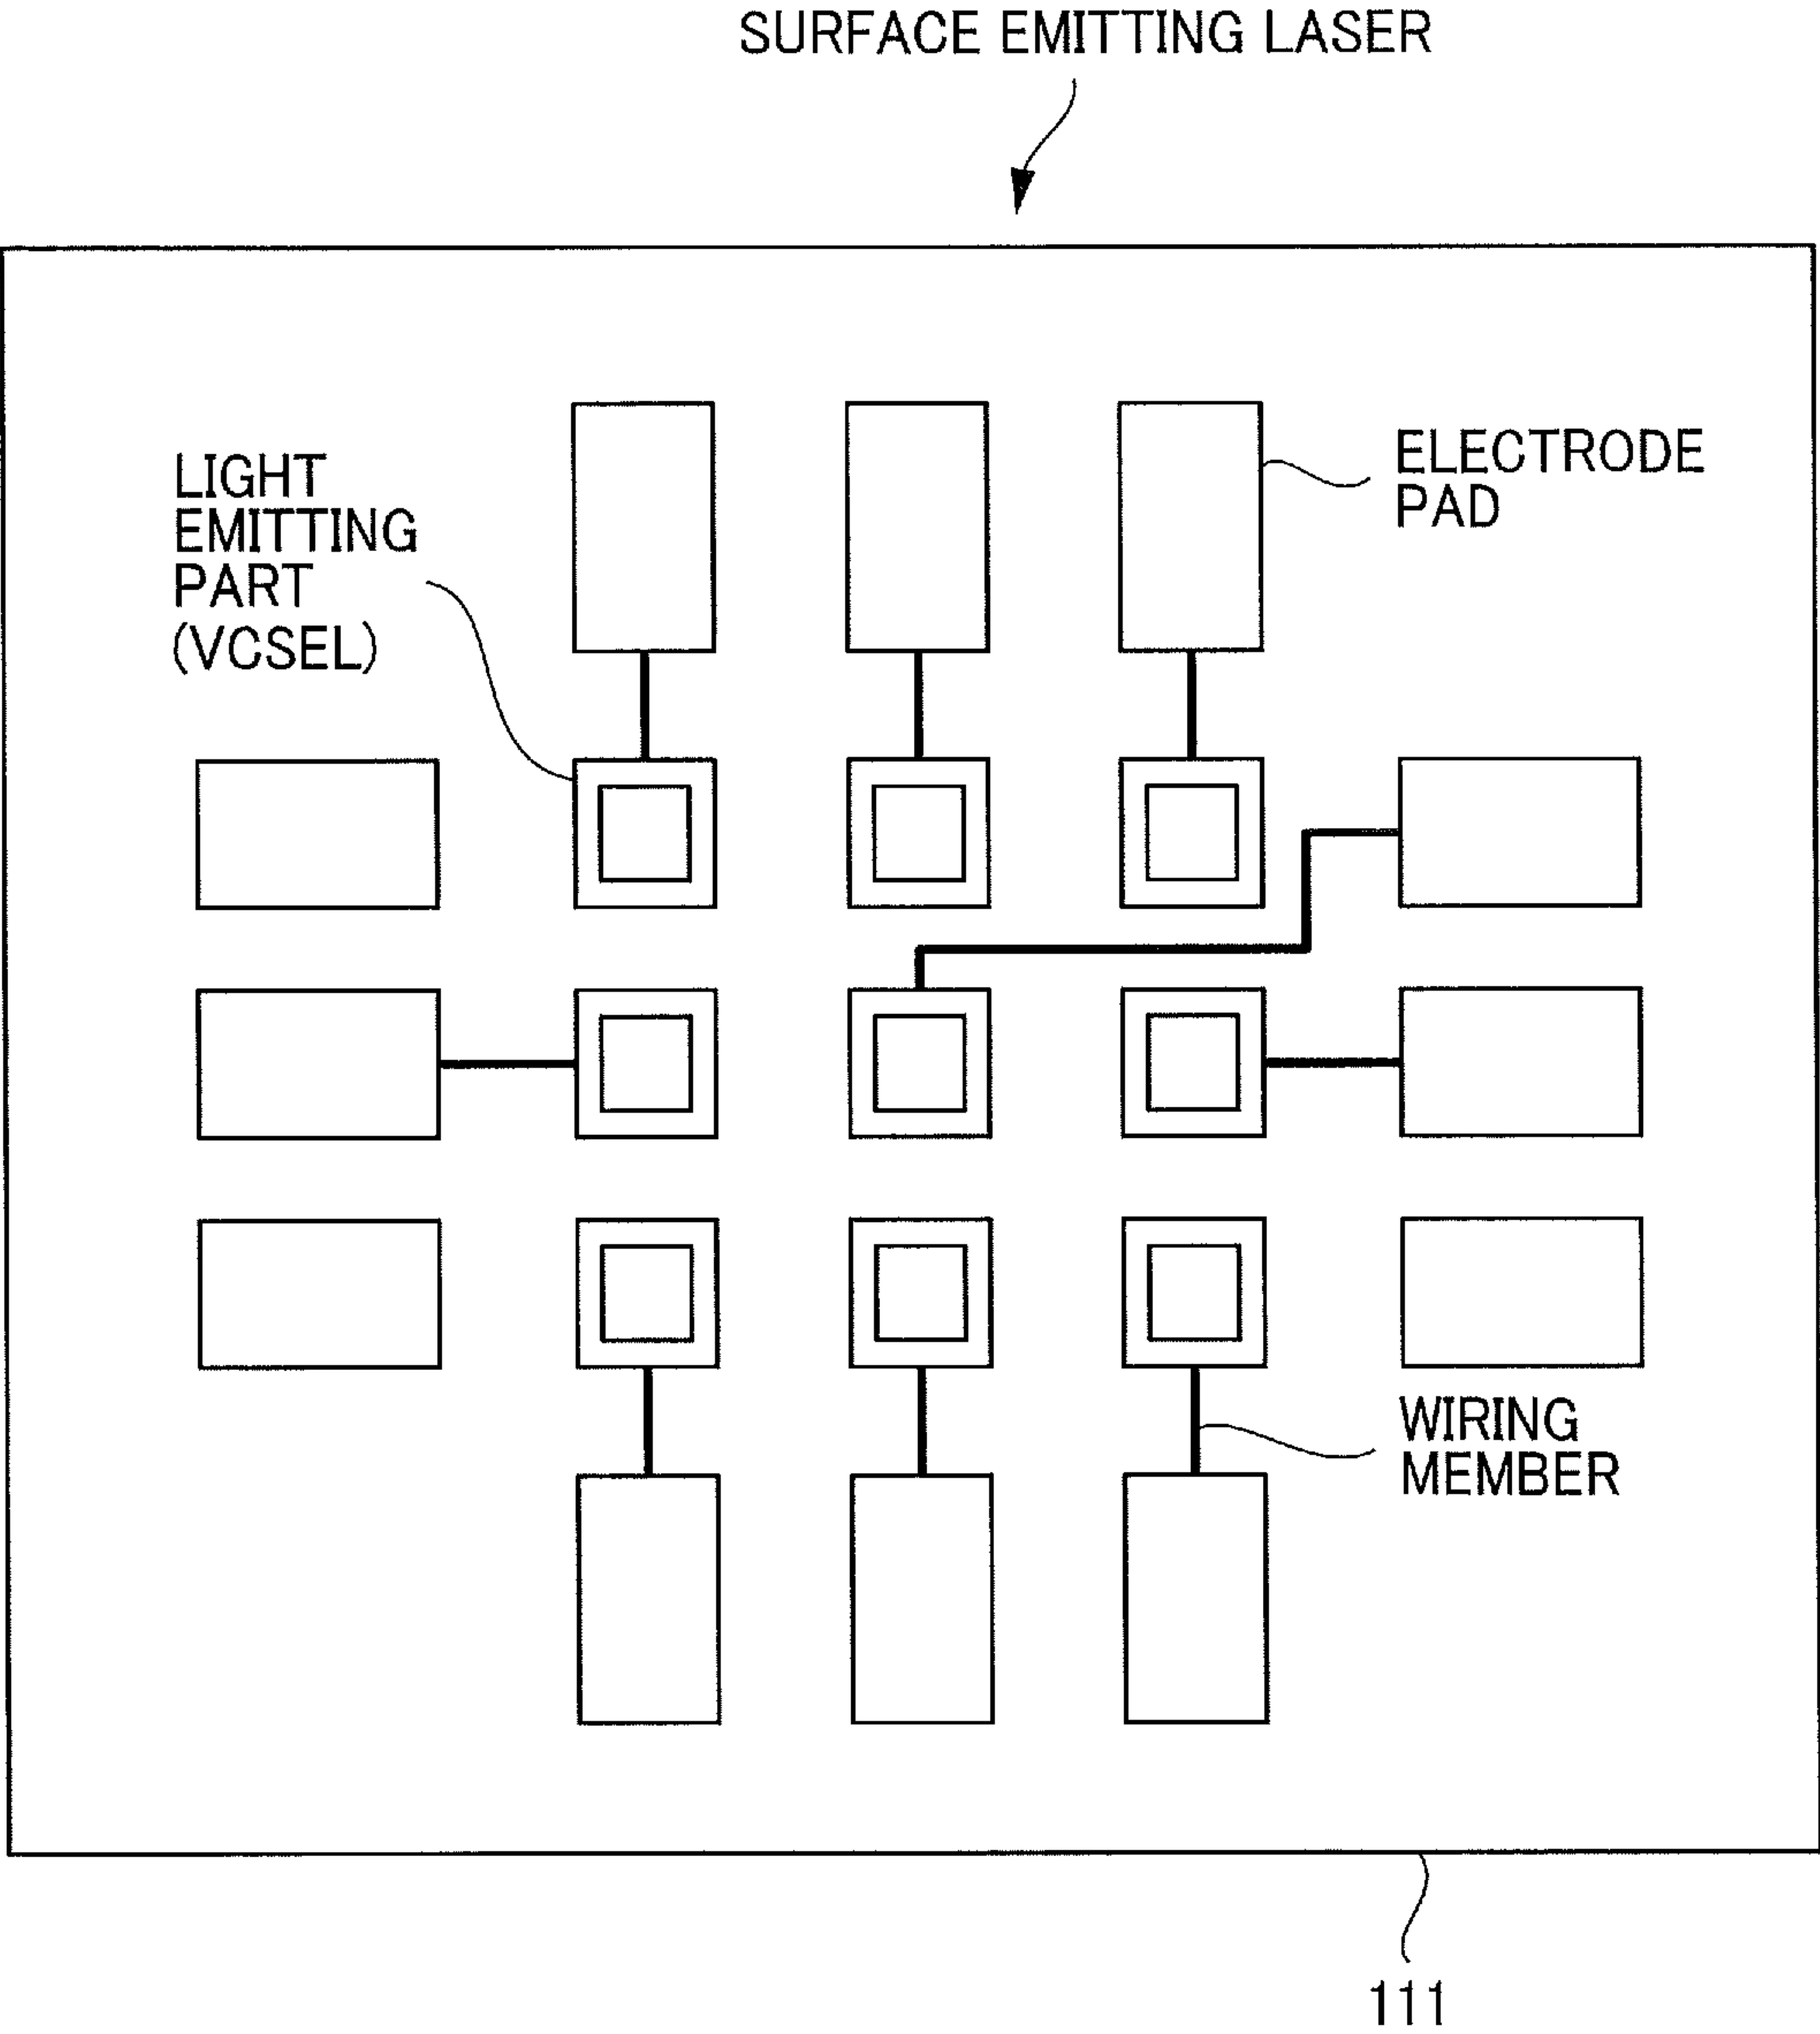 SURFACE EMITTING LASER
LIGHT
EMITTING
PART
(VCSEL)
ELECTRODE
PAD
WIRING
MEMBER
111